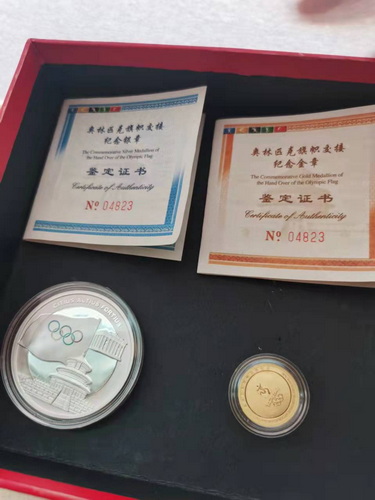 奥林匹克旗帜交接
纪念银章
The Commemorative Silver Medallion of
the Hand Over of the Olympic Flag
鉴定证书
Certificate of Authenticity
Nº 04823
奥林匹克旗帜交接
纪念金章
The Commemorative Gold Medallion of
the Hand Over of the Olympic Flag
鉴定证书
Certificate of Authenticity
Nº 04823